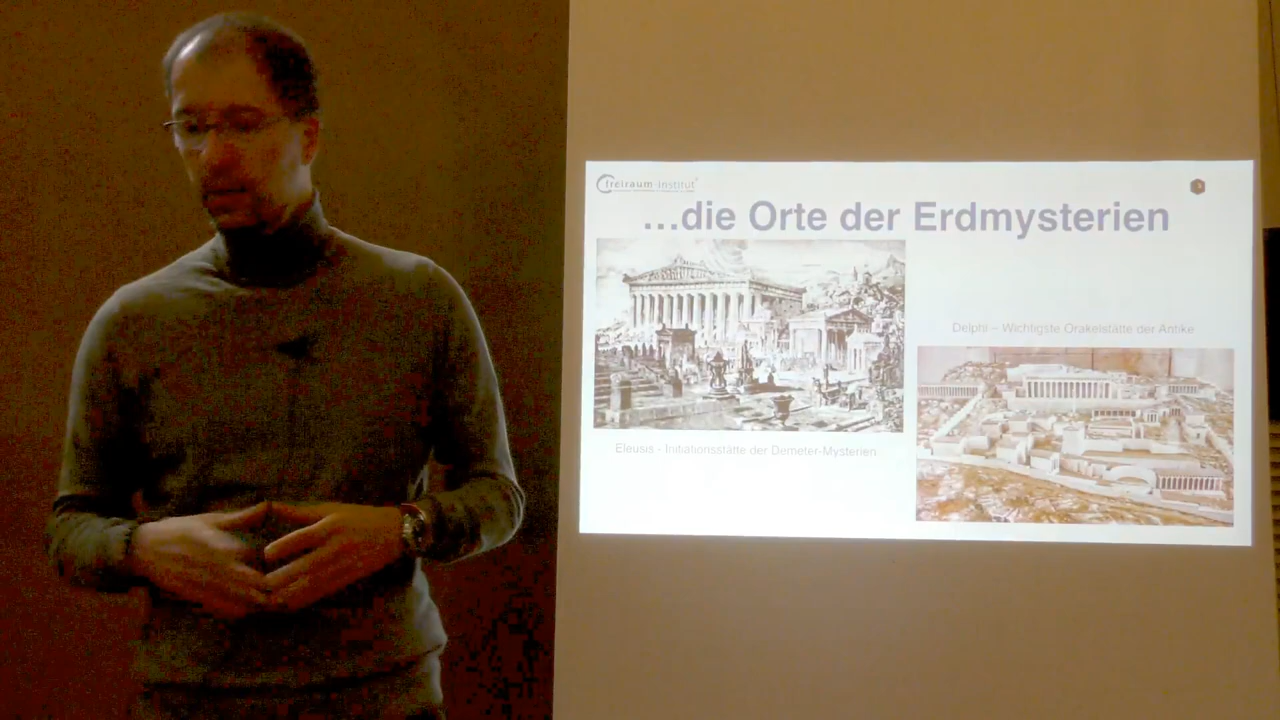 freiraum-institut
...die Orte der Erdmysterien
Delphi – Wichtigste Orakelstätte der Antike
Eleusis - Initiationsstätte der Demeter-Mysterien